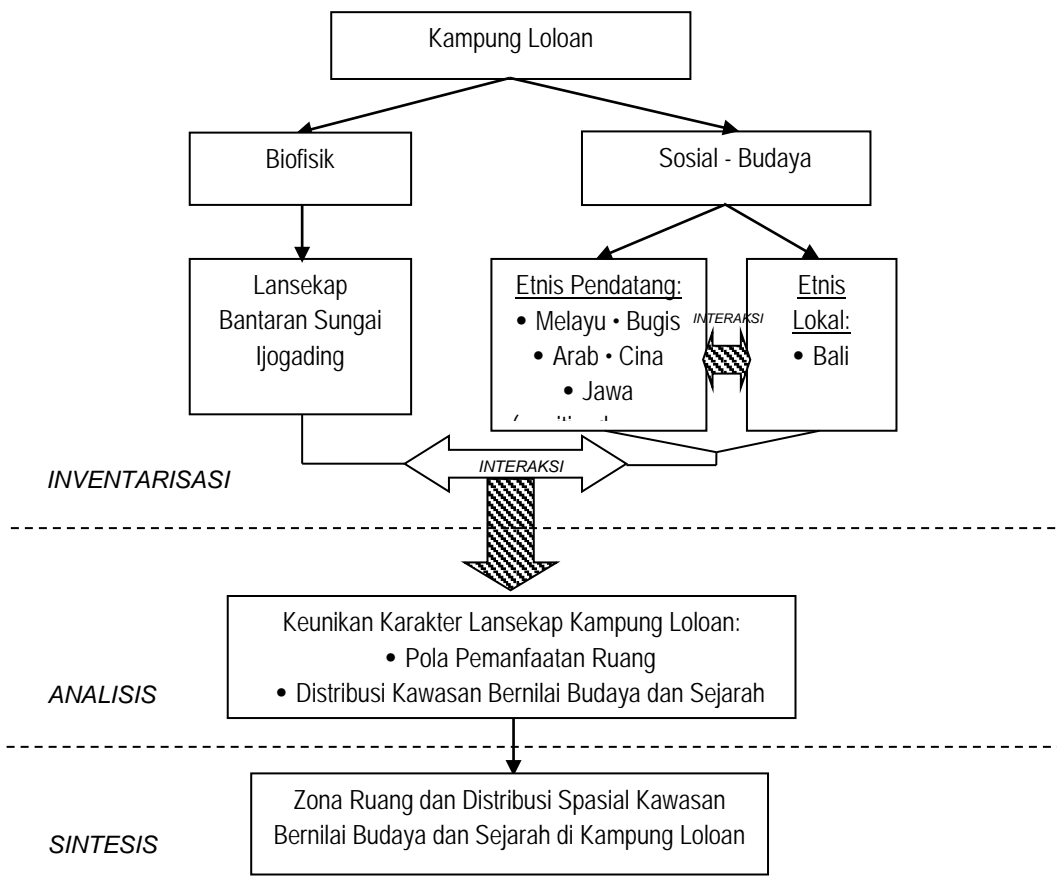 Kampung Loloan
Biofisik
Sosial - Budaya
Lansekap
Bantaran Sungai
Ijogading
Etnis Pendatang:
• Melayu • Bugis
• Arab • Cina
• Jawa
INTERAKSI
Etnis
Lokal:
• Bali
INTERAKSI
INVENTARISASI
Keunikan Karakter Lansekap Kampung Loloan:
• Pola Pemanfaatan Ruang
• Distribusi Kawasan Bernilai Budaya dan Sejarah
ANALISIS
Zona Ruang dan Distribusi Spasial Kawasan
Bernilai Budaya dan Sejarah di Kampung Loloan
SINTESIS